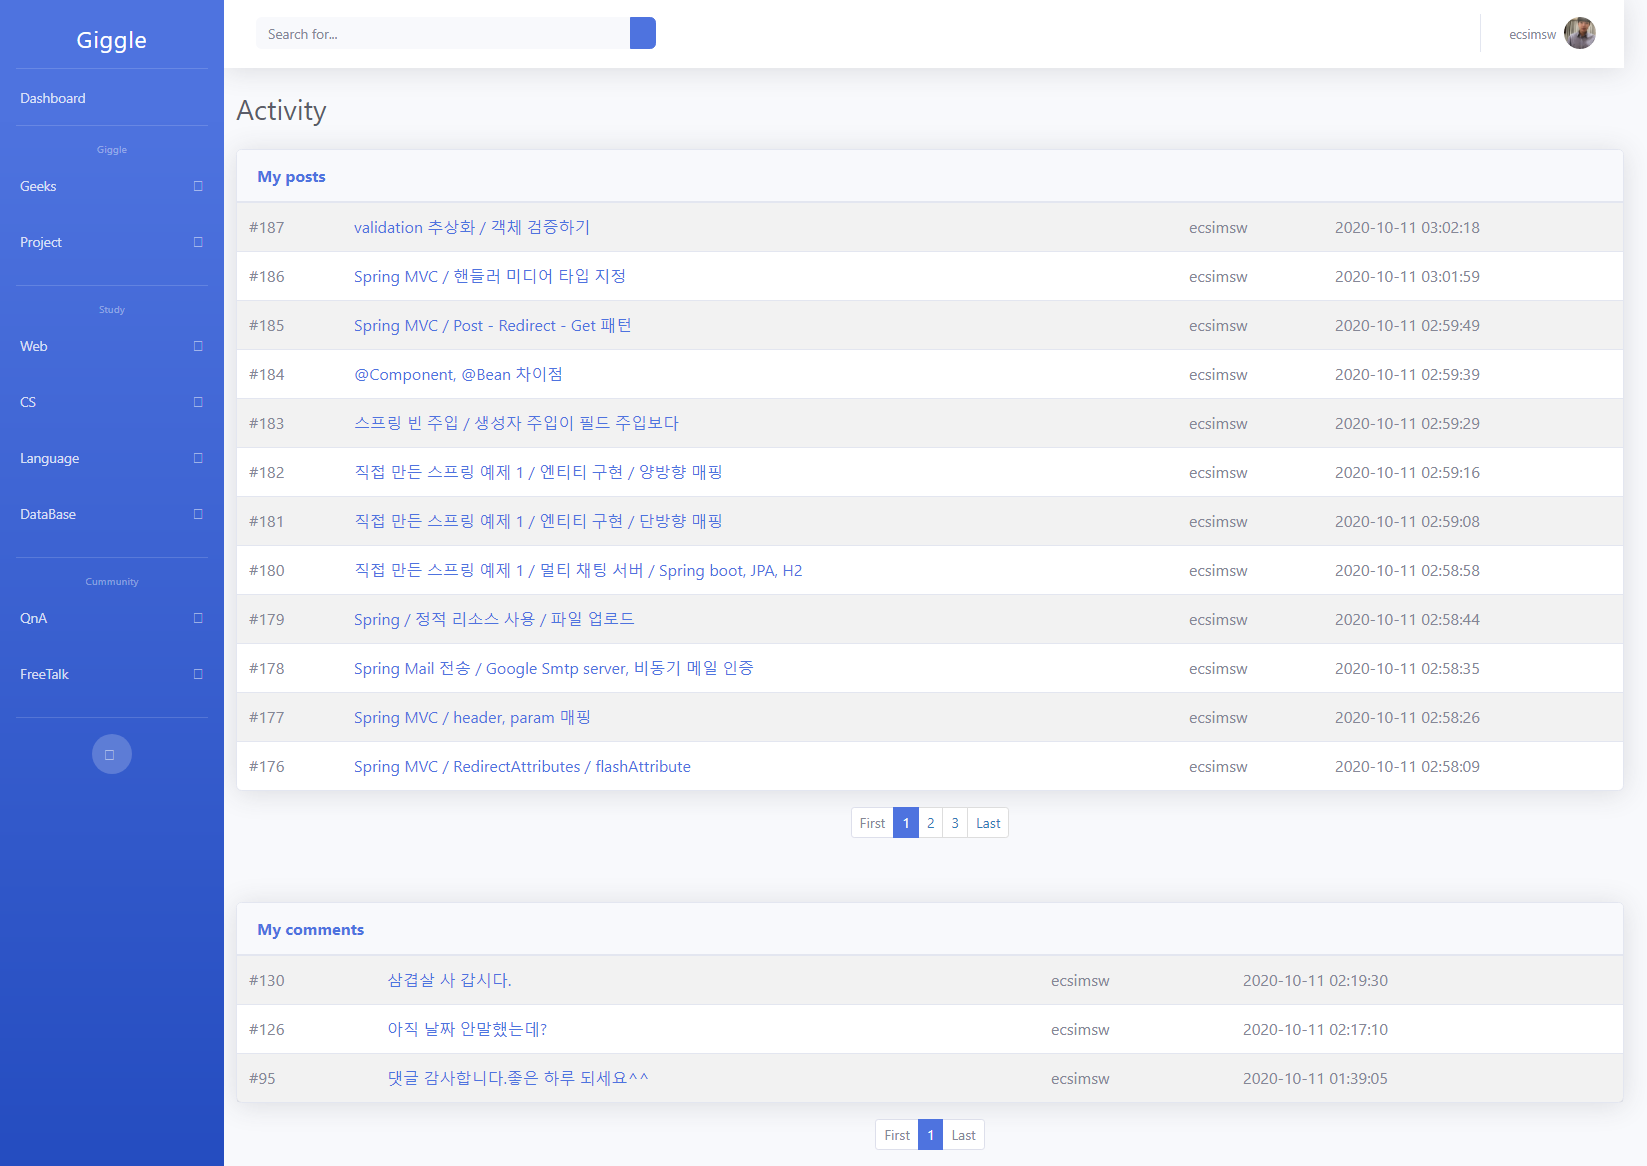 Giggle
Dashboard
Giggle
Geeks
Project
Study
Web
CS
Language
DataBase
Cummunity
QnA
FreeTalk
Search for...
ecsimsw
Activity
My posts
#187 validation 추상화 / 객체 검증하기 ecsimsw 2020-10-11 03:02:18
#186 Spring MVC / 핸들러 미디어 타입 지정 ecsimsw 2020-10-11 03:01:59
#185 Spring MVC / Post - Redirect - Get 패턴 ecsimsw 2020-10-11 02:59:49
#184 @Component, @Bean 차이점 ecsimsw 2020-10-11 02:59:39
#183 스프링 빈 주입 / 생성자 주입이 필드 주입보다 ecsimsw 2020-10-11 02:59:29
#182 직접 만든 스프링 예제 1 / 엔티티 구현 / 양방향 매핑 ecsimsw 2020-10-11 02:59:16
#181 직접 만든 스프링 예제 1 / 엔티티 구현 / 단방향 매핑 ecsimsw 2020-10-11 02:59:08
#180 직접 만든 스프링 예제 1 / 멀티 채팅 서버 / Spring boot, JPA, H2 ecsimsw 2020-10-11 02:58:58
#179 Spring / 정적 리소스 사용 / 파일 업로드 ecsimsw 2020-10-11 02:58:44
#178 Spring Mail 전송 / Google Smtp server, 비동기 메일 인증 ecsimsw 2020-10-11 02:58:35
#177 Spring MVC / header, param 매핑 ecsimsw 2020-10-11 02:58:26
#176 Spring MVC / RedirectAttributes / flashAttribute ecsimsw 2020-10-11 02:58:09
First 1 2 3 Last
My comments
#130 삼겹살 사 갑시다. ecsimsw 2020-10-11 02:19:30
#126 아직 날짜 안말했는데? ecsimsw 2020-10-11 02:17:10
#95 댓글 감사합니다.좋은 하루 되세요^^ ecsimsw 2020-10-11 01:39:05
First 1 Last